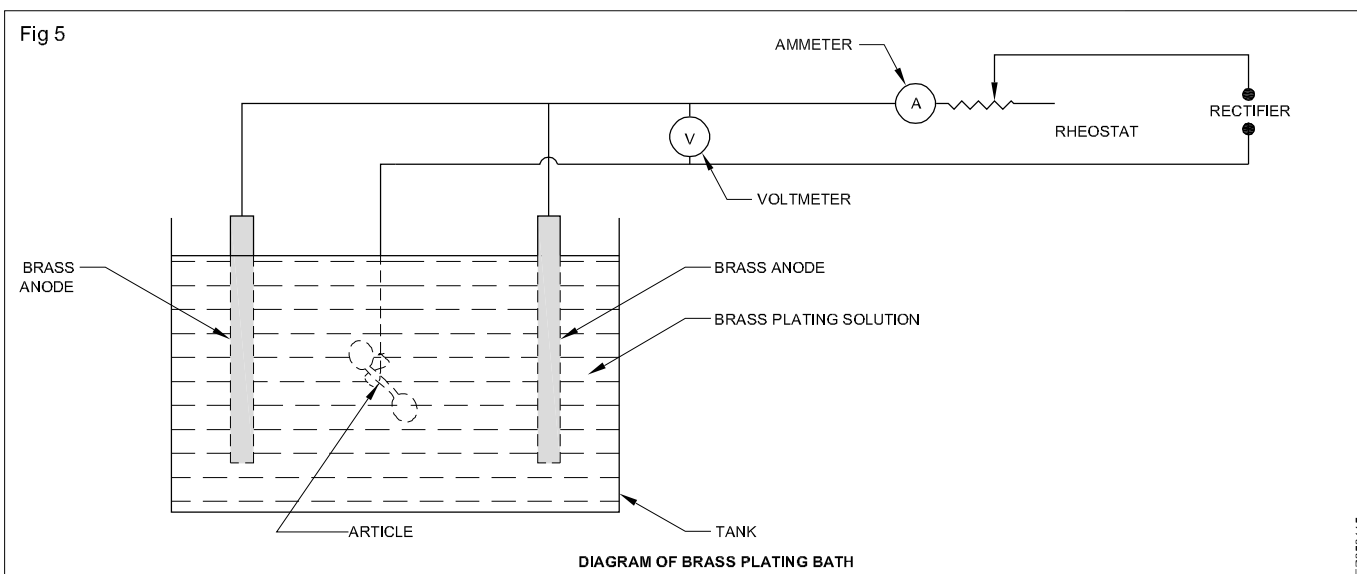 Fig 5
AMMETER
A
RECTIFIER
RHEOSTAT
V
VOLTMETER
BRASS
ANODE
BRASS ANODE
BRASS PLATING SOLUTION
ARTICLE
TANK
DIAGRAM OF BRASS PLATING BATH